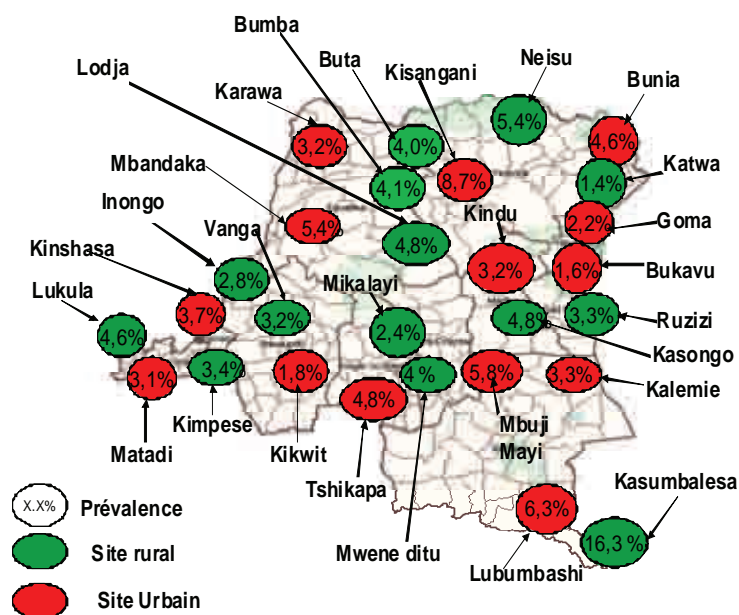 Bumba
Lodja
Buta
Kisangani
Neisu
Bunia
Karawa
3,2%
4,0%
5,4%
4,6%
Mbandaka
4,1%
8,7%
1,4%
Katwa
Inongo
Vanga
5,4%
4,8%
Kindu
2,2%
Goma
Kinshasa
2,8%
Mikalayi
3,2%
1,6%
Bukavu
Lukula
3,7%
3,2%
2,4%
4,8%
3,3%
Ruzizi
4,6%
Kasongo
3,1%
3,4%
1,8%
4,8%
4 %
5,8%
3,3%
Kalemie
Matadi
Kimpese
Kikwit
Tshikapa
Mbuji
Mayi
X.X% Prévalence
6,3%
16,3 %
Kasumbalesa
Site rural
Mwene ditu
Lubumbashi
Site Urbain